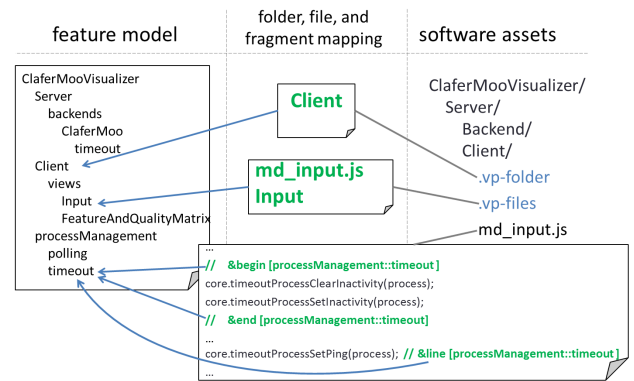 feature model
folder, file, and
fragment mapping
software assets
ClaferMooVisualizer
Server
backends
ClaferMoo
timeout
Client
views
Input
FeatureAndQualityMatrix
processManagement
polling
timeout
Client
md_input.js
Input
ClaferMooVisualizer/
Server/
Backend/
Client/
.vp-folder
.vp-files
md_input.js
...
// &begin [processManagement::timeout]
core.timeoutProcessClearInactivity(process);
core.timeoutProcessSetInactivity(process);
// &end [processManagement::timeout]
...
core.timeoutProcessSetPing(process); // &line [processManagement::timeout]
...